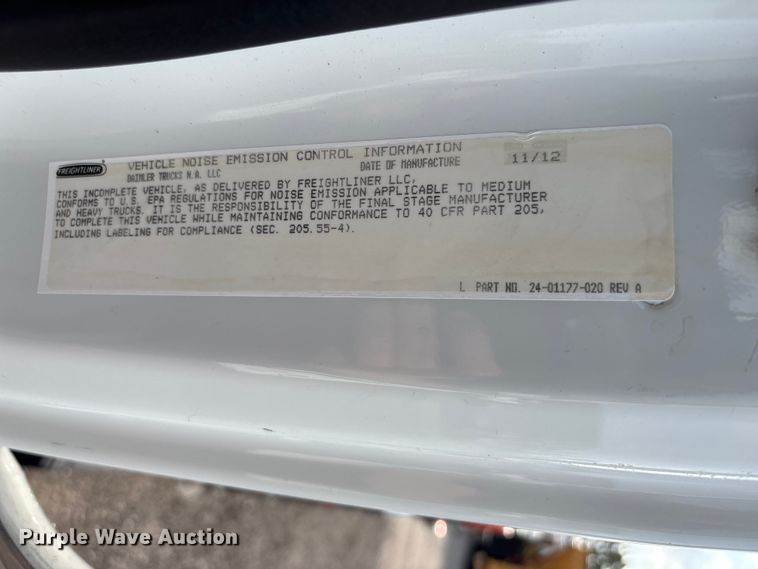 FREIGHTLINER
VEHICLE NOISE EMISSION CONTROL INFORMATION
DAIMLER TRUCKS N.A. LLC
DATE OF MANUFACTURE 11/12
THIS INCOMPLETE VEHICLE, AS DELIVERED BY FREIGHTLINER LLC,
CONFORMS TO U.S. EPA REGULATIONS FOR NOISE EMISSION APPLICABLE TO MEDIUM
AND HEAVY TRUCKS. IT IS THE RESPONSIBILITY OF THE FINAL STAGE MANUFACTURER
TO COMPLETE THIS VEHICLE WHILE MAINTAINING CONFORMANCE TO 40 CFR PART 205,
INCLUDING LABELING FOR COMPLIANCE (SEC. 205.55-4).
L PART NO. 24-01177-020 REV A
Purple Wave Auction®